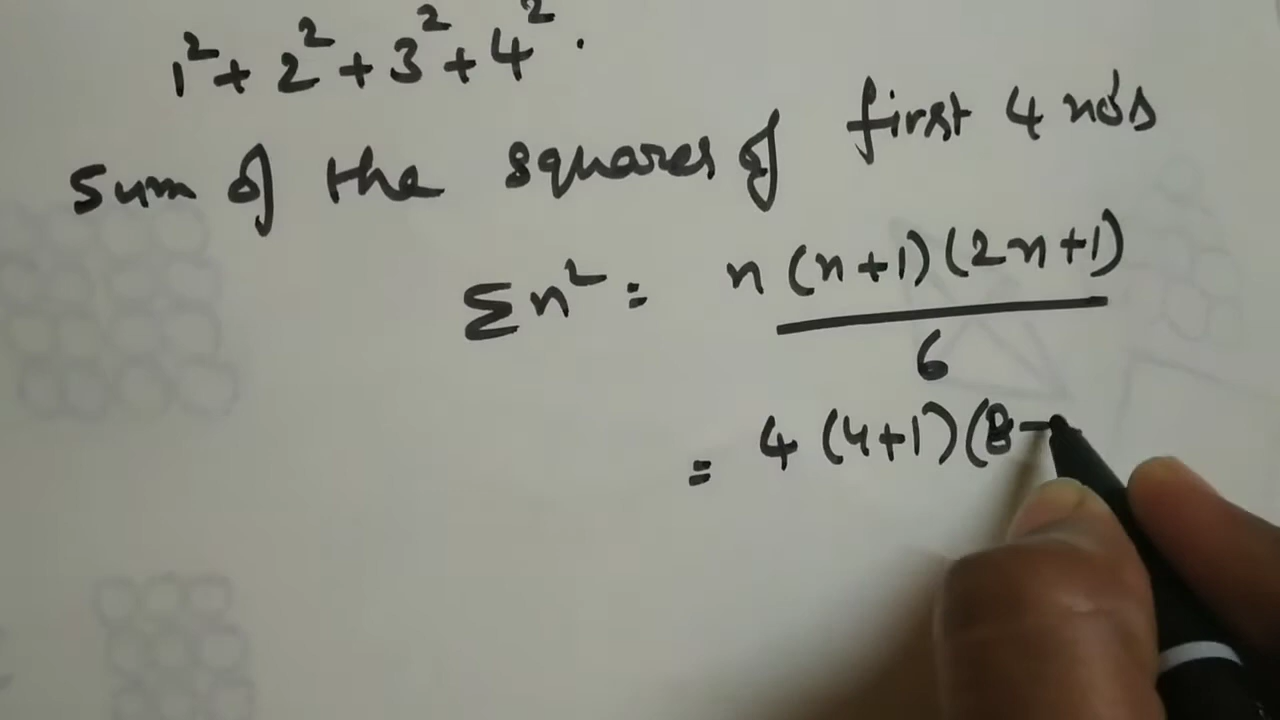 1² + 2² + 3² + 4².
Sum of the squares of first 4 no's
Σn² = n(n+1)(2n+1)
6
= 4(4+1)(8-